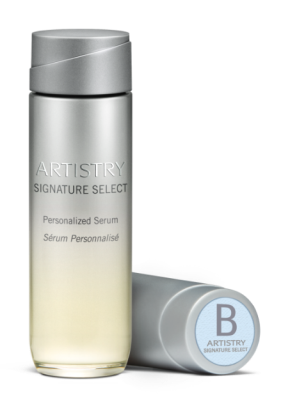 ARTISTRY
SIGNATURE SELECT
Personalized Serum
Sérum Personnalisé
B
ARTISTRY
SIGNATURE SELECT